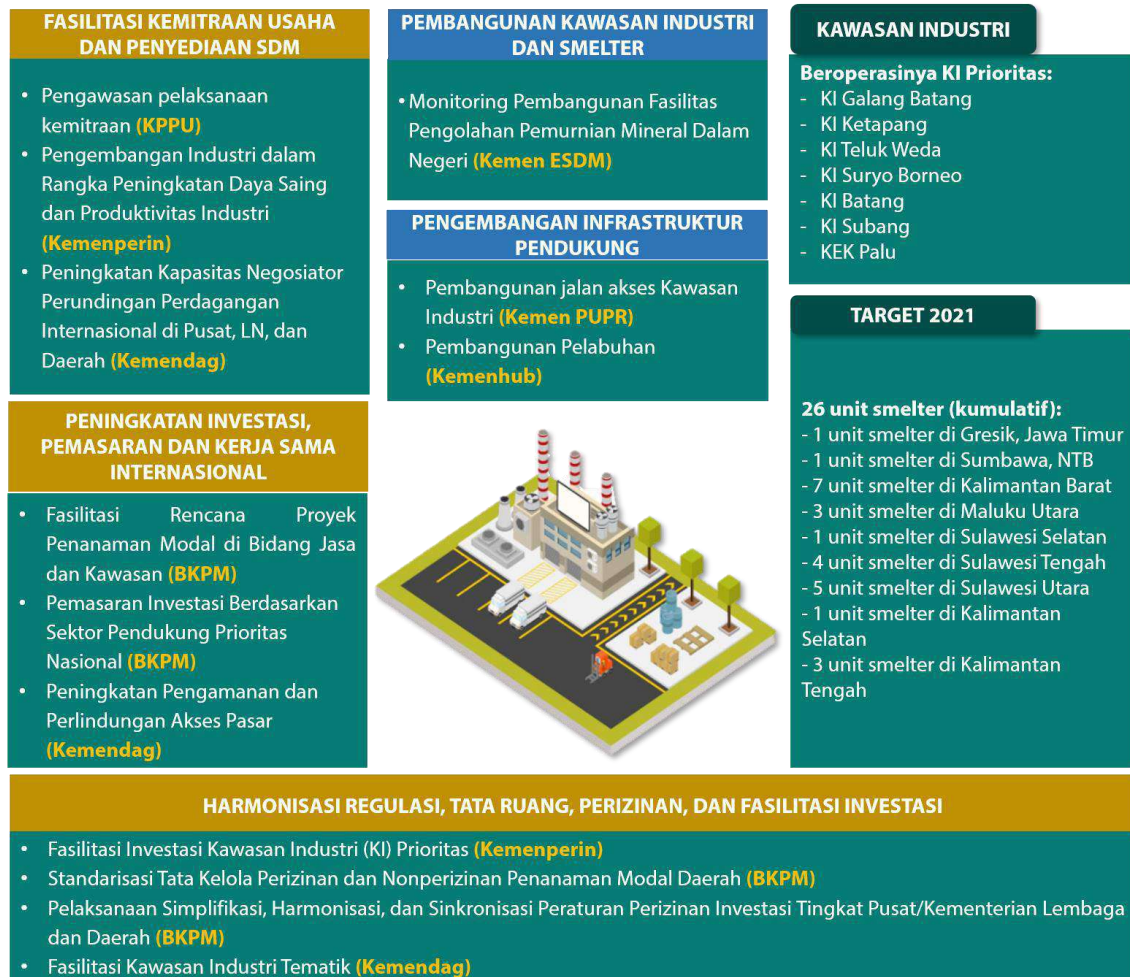 FASILITASI KEMITRAAN USAHA
DAN PENYEDIAAN SDM
• Pengawasan pelaksanaan
kemitraan (KPPU)
• Pengembangan Industri dalam
Rangka Peningkatan Daya Saing
dan Produktivitas Industri
(Kemenperin)
• Peningkatan Kapasitas Negosiator
Perundingan Perdagangan
Internasional di Pusat, LN, dan
Daerah (Kemendag)
PENINGKATAN INVESTASI,
PEMASARAN DAN KERJA SAMA
INTERNASIONAL
• Fasilitasi Rencana Proyek
Penanaman Modal di Bidang Jasa
dan Kawasan (BKPM)
• Pemasaran Investasi Berdasarkan
Sektor Pendukung Prioritas
Nasional (BKPM)
• Peningkatan Pengamanan dan
Perlindungan Akses Pasar
(Kemendag)
PEMBANGUNAN KAWASAN INDUSTRI
DAN SMELTER
• Monitoring Pembangunan Fasilitas
Pengolahan Pemurnian Mineral Dalam
Negeri (Kemen ESDM)
PENGEMBANGAN INFRASTRUKTUR
PENDUKUNG
• Pembangunan jalan akses Kawasan
Industri (Kemen PUPR)
• Pembangunan Pelabuhan
(Kemenhub)
KAWASAN INDUSTRI
Beroperasinya KI Prioritas:
- KI Galang Batang
- KI Ketapang
- KI Teluk Weda
- KI Suryo Borneo
- KI Batang
- KI Subang
- KEK Palu
TARGET 2021
26 unit smelter (kumulatif):
- 1 unit smelter di Gresik, Jawa Timur
- 1 unit smelter di Sumbawa, NTB
- 7 unit smelter di Kalimantan Barat
- 3 unit smelter di Maluku Utara
- 1 unit smelter di Sulawesi Selatan
- 4 unit smelter di Sulawesi Tengah
- 5 unit smelter di Sulawesi Utara
- 1 unit smelter di Kalimantan
Selatan
- 3 unit smelter di Kalimantan
Tengah
HARMONISASI REGULASI, TATA RUANG, PERIZINAN, DAN FASILITASI INVESTASI
• Fasilitasi Investasi Kawasan Industri (KI) Prioritas (Kemenperin)
• Standarisasi Tata Kelola Perizinan dan Nonperizinan Penanaman Modal Daerah (BKPM)
• Pelaksanaan Simplifikasi, Harmonisasi, dan Sinkronisasi Peraturan Perizinan Investasi Tingkat Pusat/Kementerian Lembaga
dan Daerah (BKPM)
• Fasilitasi Kawasan Industri Tematik (Kemendag)